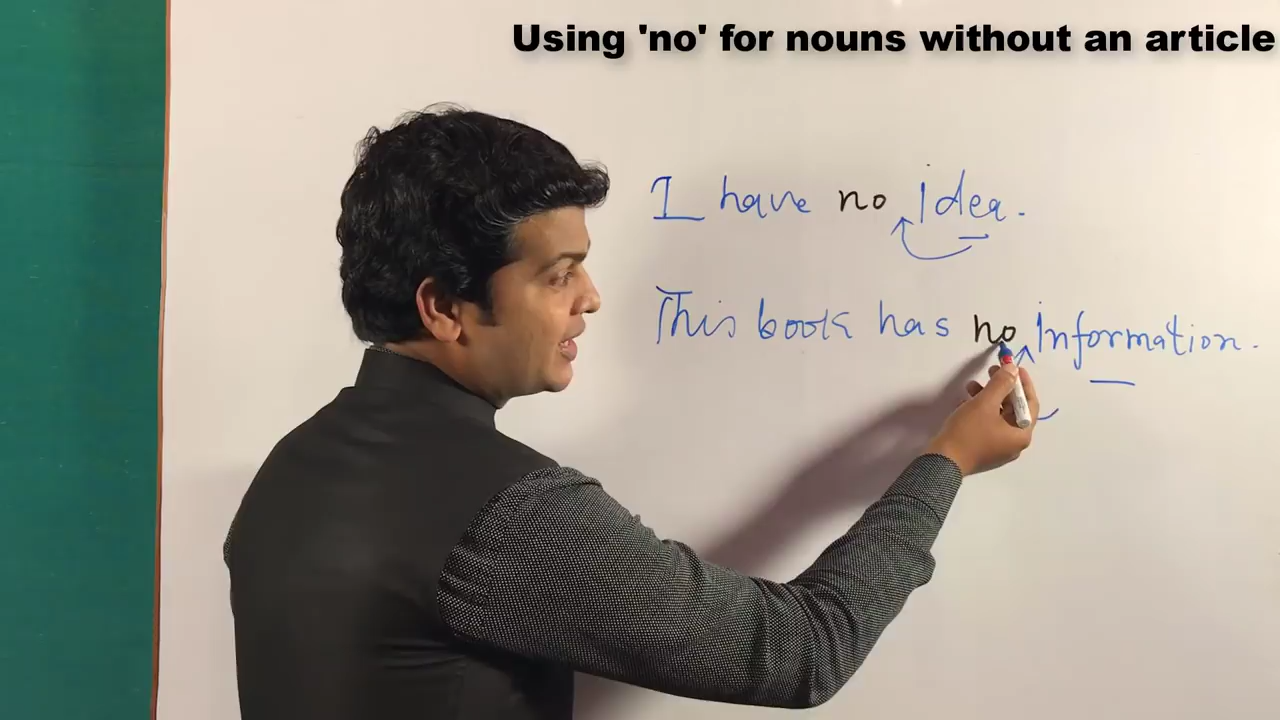 Using 'no' for nouns without an article
I have no idea.
This book has no Information.